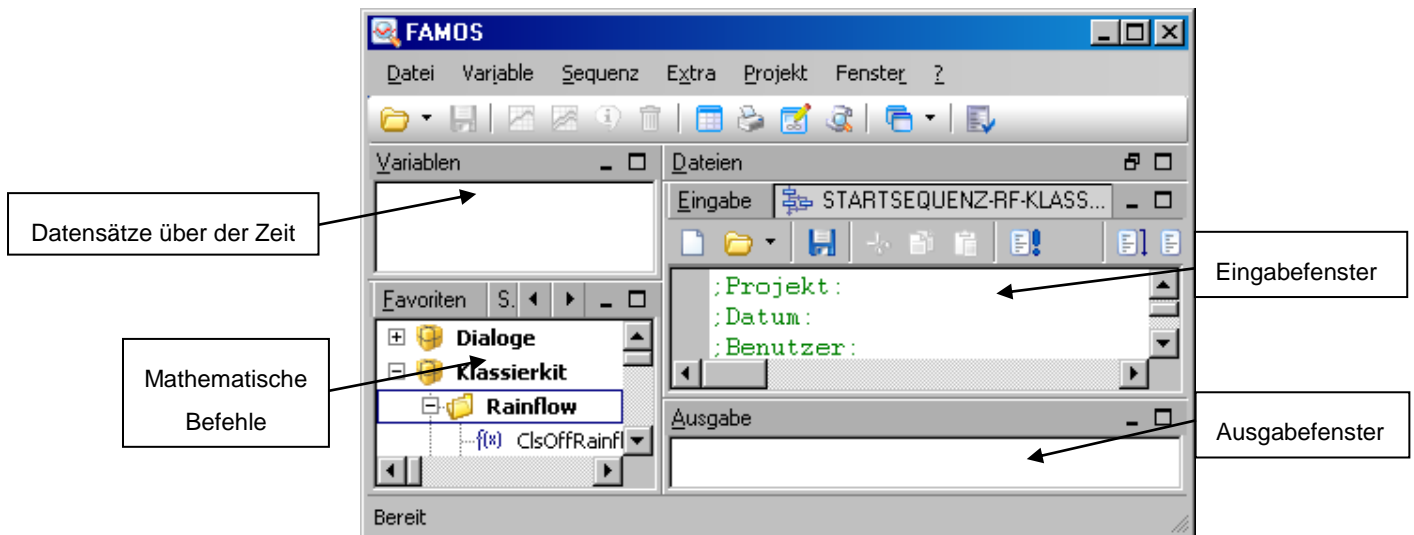 FAMOS
Datei Variable Sequenz Extra Projekt Fenster ?
Variablen
Dateien
Eingabe STARTSEQUENZ-RF-KLASS...
Datensätze über der Zeit
;Projekt:
;Datum:
;Benutzer:
Eingabefenster
Favoriten S.
Dialoge
Klassierkit
Rainflow
f(x) ClsOffRainfl
Mathematische
Befehle
Ausgabe
Ausgabefenster
Bereit